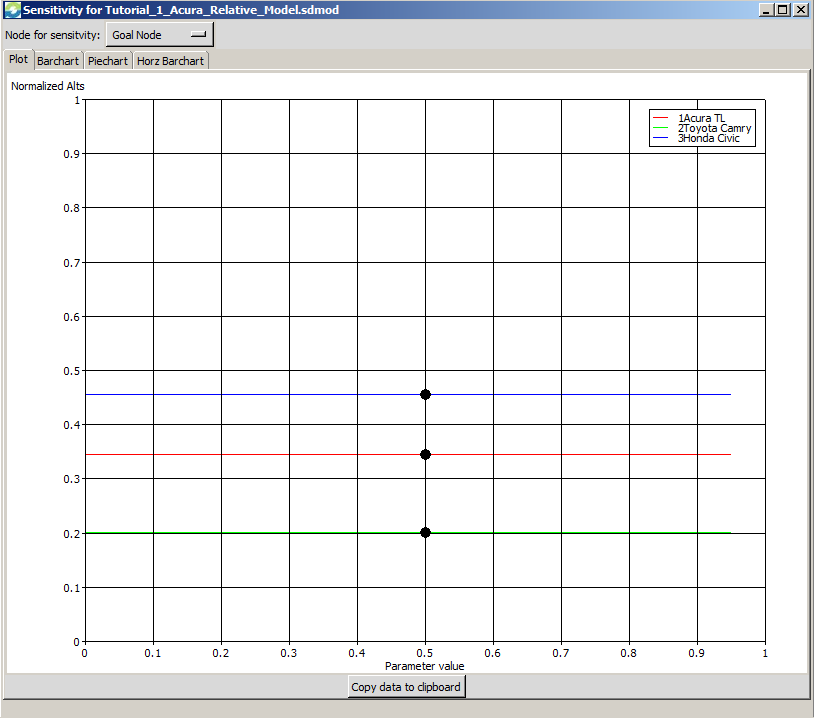 Sensitivity for Tutorial_1_Acura_Relative_Model.sdmod
Node for sensitivity: Goal Node
Plot Barchart Piechart Horz Barchart
Normalized Alts
1Acura TL
2Toyota Camry
3Honda Civic
1
0.9
0.8
0.7
0.6
0.5
0.4
0.3
0.2
0.1
0
0 0.1 0.2 0.3 0.4 0.5 0.6 0.7 0.8 0.9 1
Parameter value
Copy data to clipboard